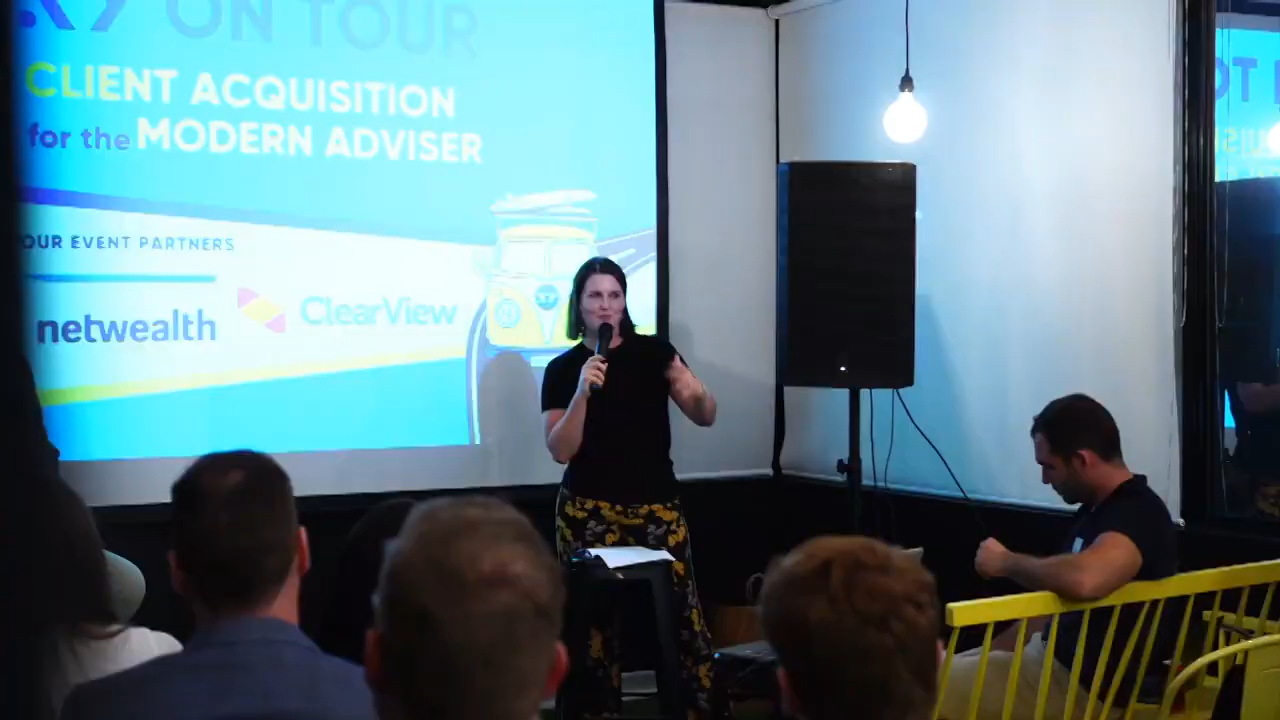 ON TOUR
CLIENT ACQUISITION
for the MODERN ADVISER
OUR EVENT PARTNERS
netwealth
ClearView